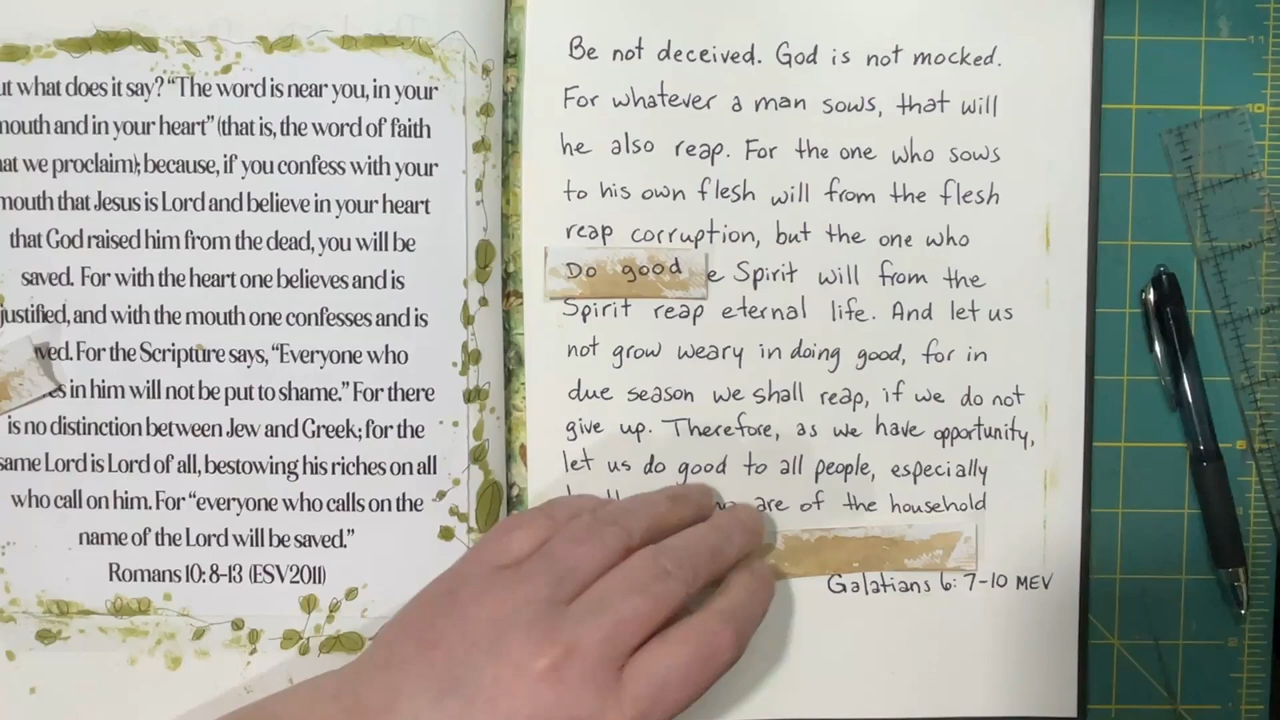 ut what does it say? “The word is near you, in your
mouth and in your heart” (that is, the word of faith
at we proclaim); because, if you confess with your
mouth that Jesus is Lord and believe in your heart
that God raised him from the dead, you will be
saved. For with the heart one believes and is
justified, and with the mouth one confesses and is
ved. For the Scripture says, “Everyone who
es in him will not be put to shame.” For there
is no distinction between Jew and Greek; for the
same Lord is Lord of all, bestowing his riches on all
who call on him. For “everyone who calls on the
name of the Lord will be saved.”
Romans 10: 8-13 (ESV2011)
Be not deceived. God is not mocked.
For whatever a man sows, that will
he also reap. For the one who sows
to his own flesh will from the flesh
reap corruption, but the one who
Do good e Spirit will from the
Spirit reap eternal life. And let us
not grow weary in doing good, for in
due season we shall reap, if we do not
give up. Therefore, as we have opportunity,
let us do good to all people, especially
are of the household
Galatians 6: 7-10 MEV
11
10